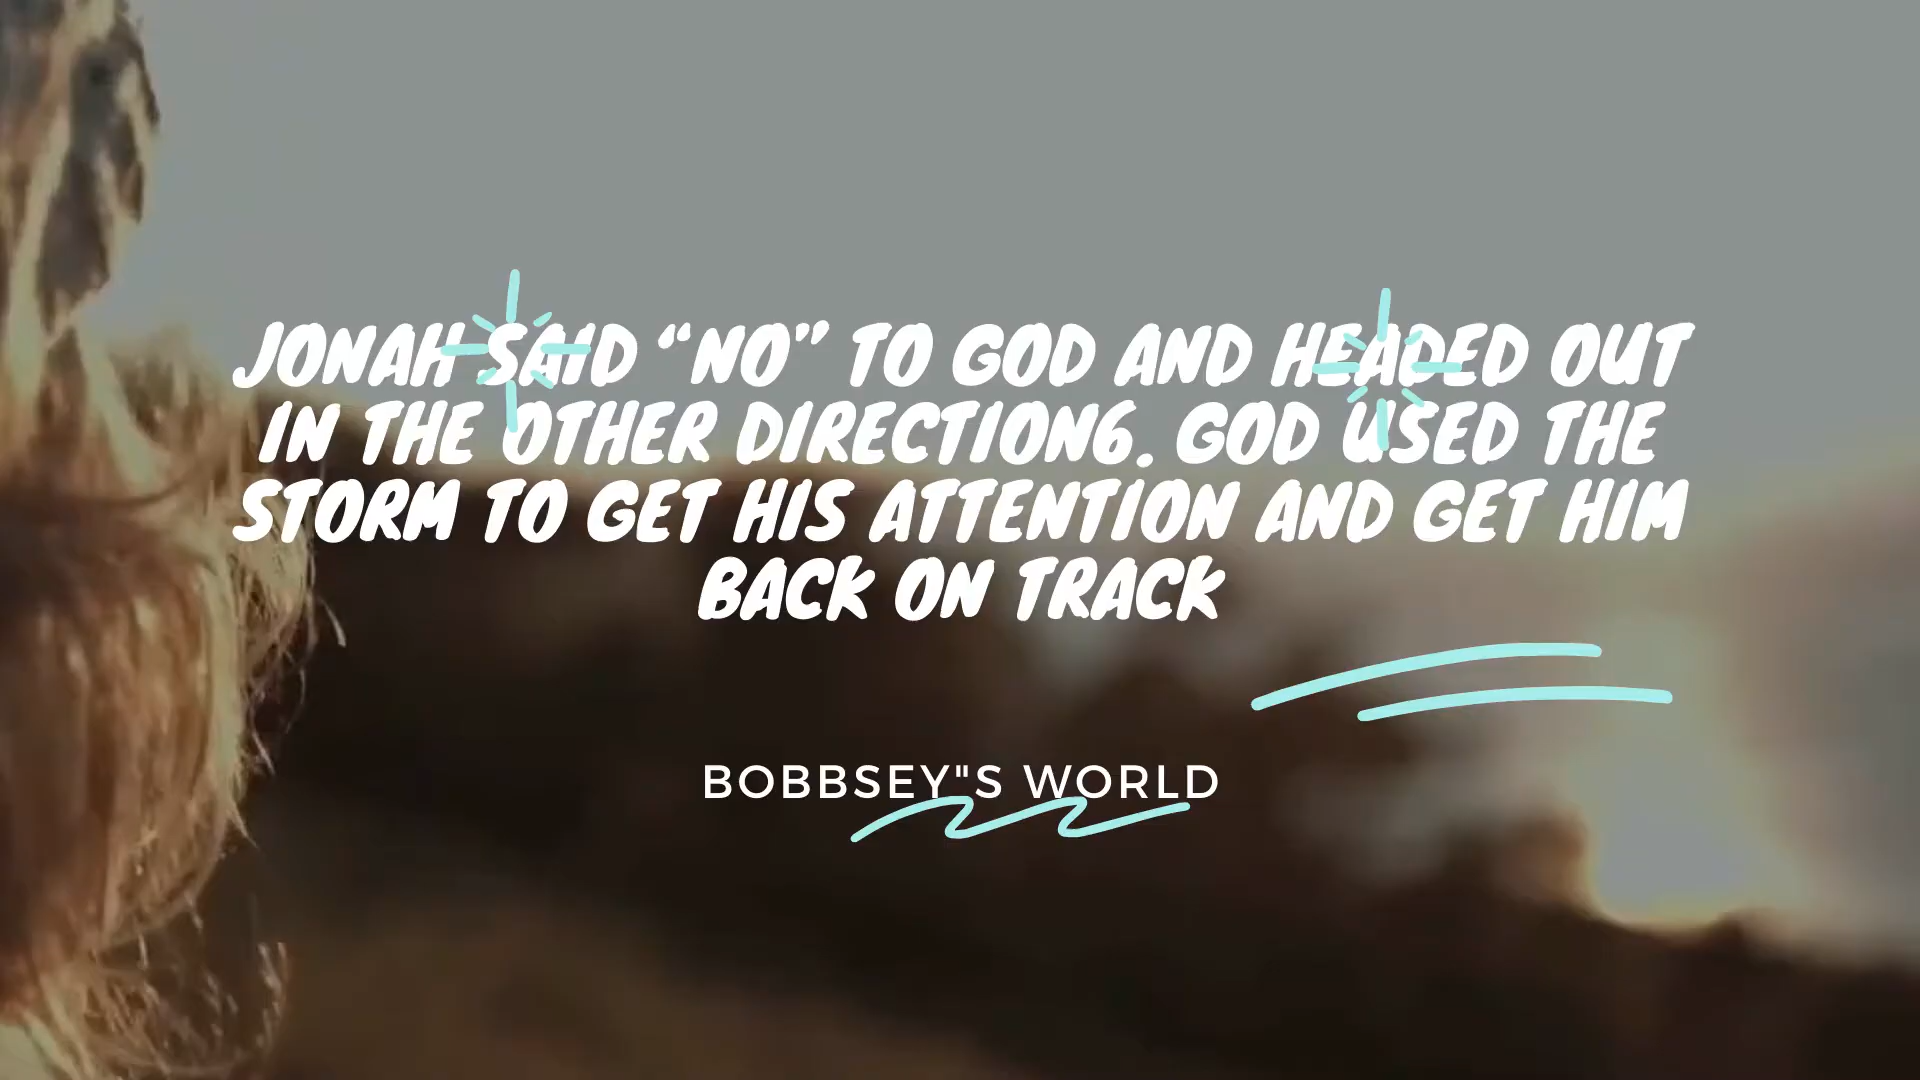 JONAH SAID “NO” TO GOD AND HEADED OUT
IN THE OTHER DIRECTION6. GOD USED THE
STORM TO GET HIS ATTENTION AND GET HIM
BACK ON TRACK
BOBBSEY"S WORLD